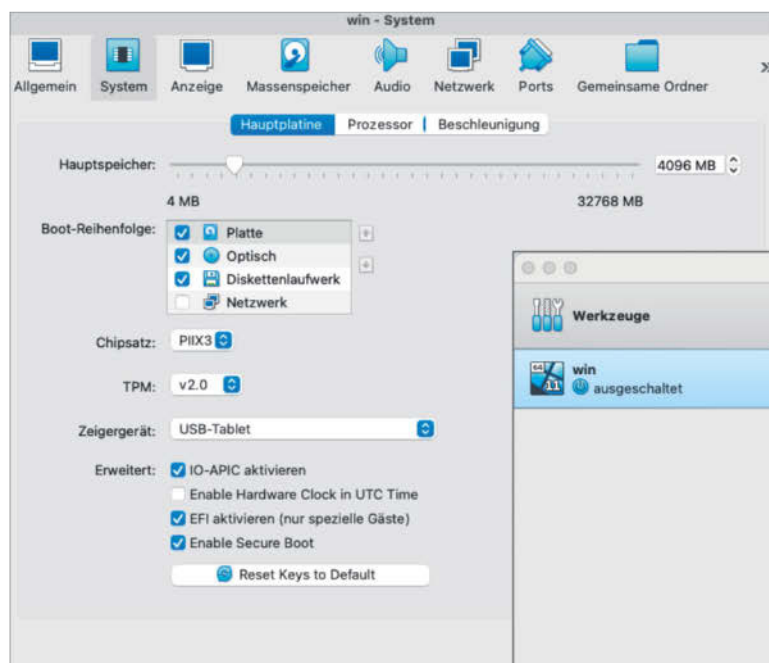 win - System
Allgemein System Anzeige Massenspeicher Audio Netzwerk Ports Gemeinsame Ordner »
Hauptplatine Prozessor Beschleunigung
Hauptspeicher: 4096 MB
4 MB 32768 MB
Boot-Reihenfolge: Platte
Optisch
Diskettenlaufwerk
Netzwerk
Werkzeuge
Chipsatz: PIIX3
win
64 11
ausgeschaltet
TPM: v2.0
Zeigergerät: USB-Tablet
Erweitert: IO-APIC aktivieren
Enable Hardware Clock in UTC Time
EFI aktivieren (nur spezielle Gäste)
Enable Secure Boot
Reset Keys to Default